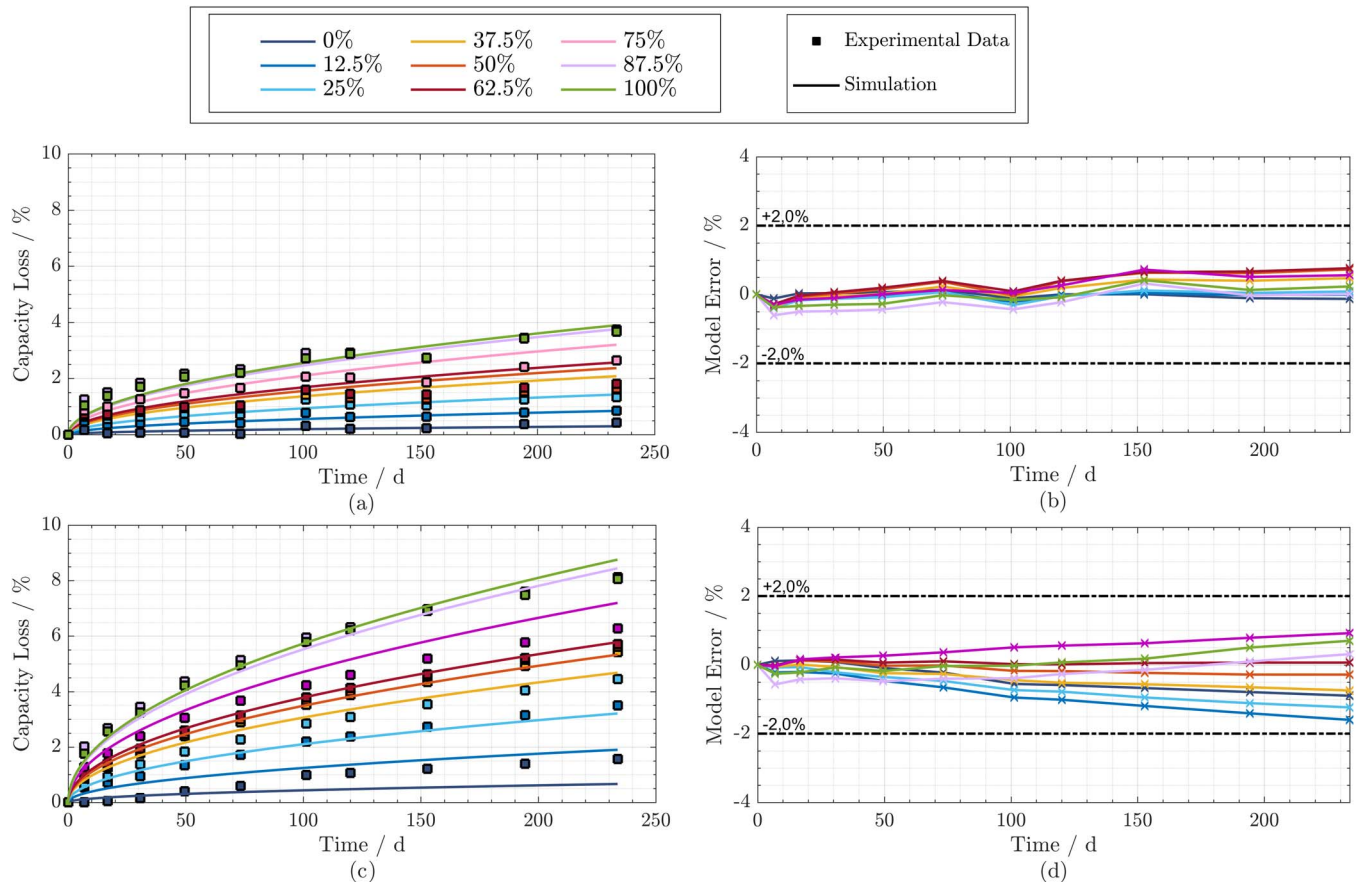 0% 37.5% 75%
12.5% 50% 87.5%
25% 62.5% 100%
Experimental Data
Simulation
10
8
6
4
2
0
Capacity Loss / %
0 50 100 150 200 250
Time / d
(a)
4
2
0
-2
-4
Model Error / %
+2,0%
-2,0%
0 50 100 150 200
Time / d
(b)
10
8
6
4
2
0
Capacity Loss / %
0 50 100 150 200 250
Time / d
(c)
4
2
0
-2
-4
Model Error / %
+2,0%
-2,0%
0 50 100 150 200
Time / d
(d)